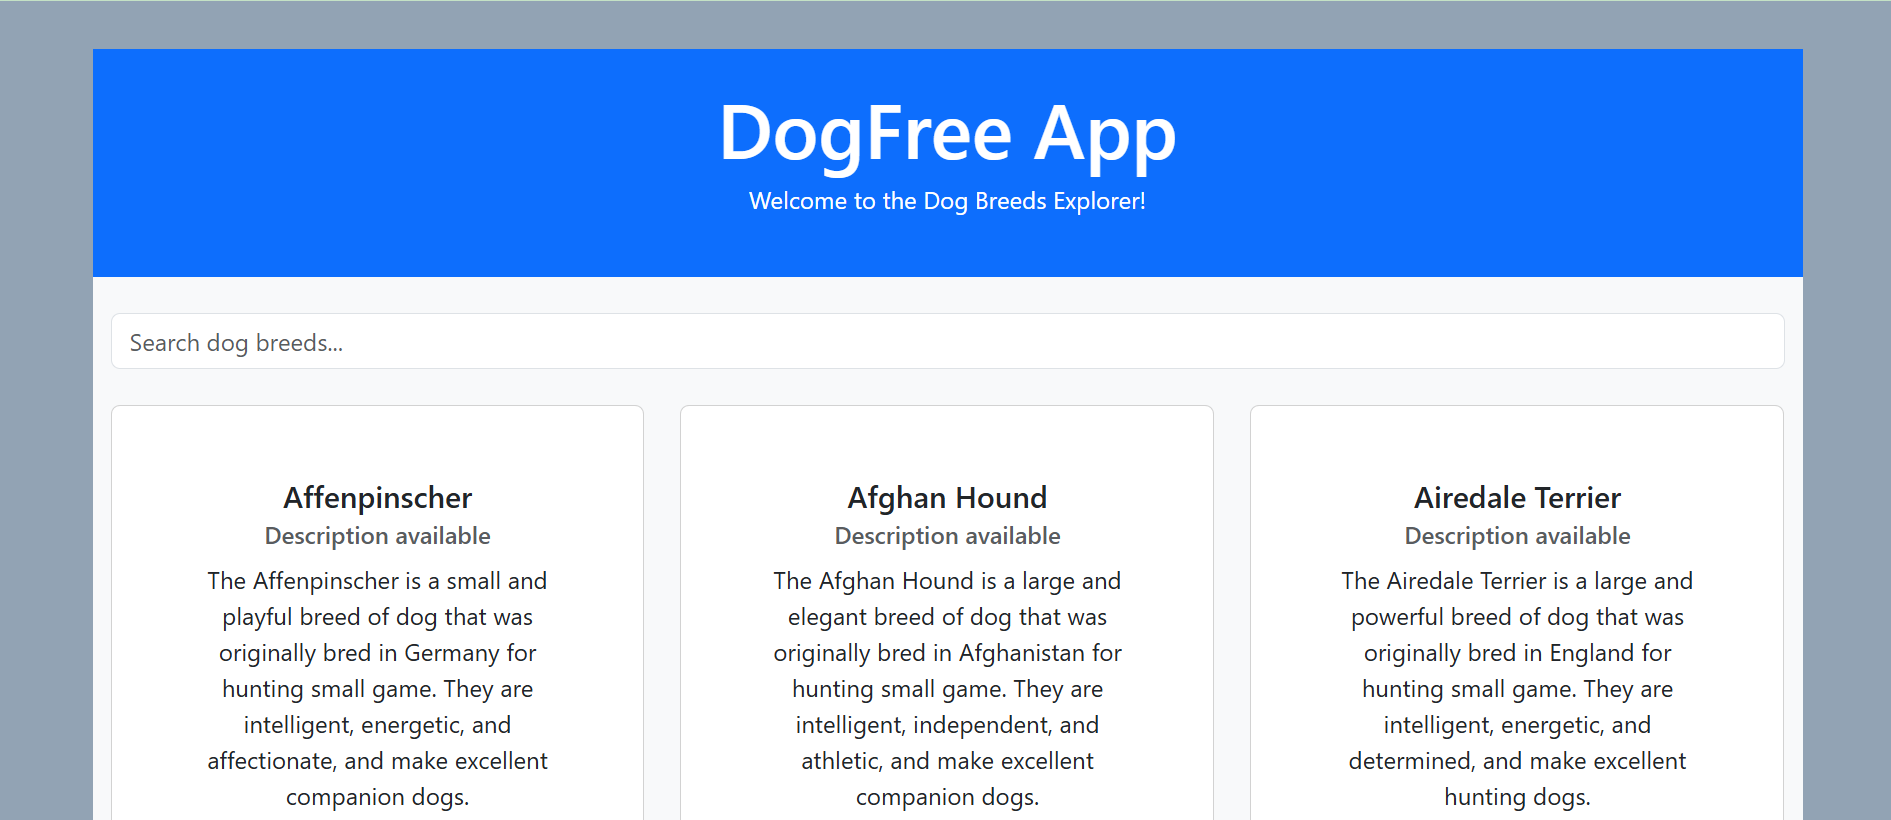 DogFree App
Welcome to the Dog Breeds Explorer!
Search dog breeds...
Affenpinscher
Description available
The Affenpinscher is a small and
playful breed of dog that was
originally bred in Germany for
hunting small game. They are
intelligent, energetic, and
affectionate, and make excellent
companion dogs.
Afghan Hound
Description available
The Afghan Hound is a large and
elegant breed of dog that was
originally bred in Afghanistan for
hunting small game. They are
intelligent, independent, and
athletic, and make excellent
companion dogs.
Airedale Terrier
Description available
The Airedale Terrier is a large and
powerful breed of dog that was
originally bred in England for
hunting small game. They are
intelligent, energetic, and
determined, and make excellent
hunting dogs.